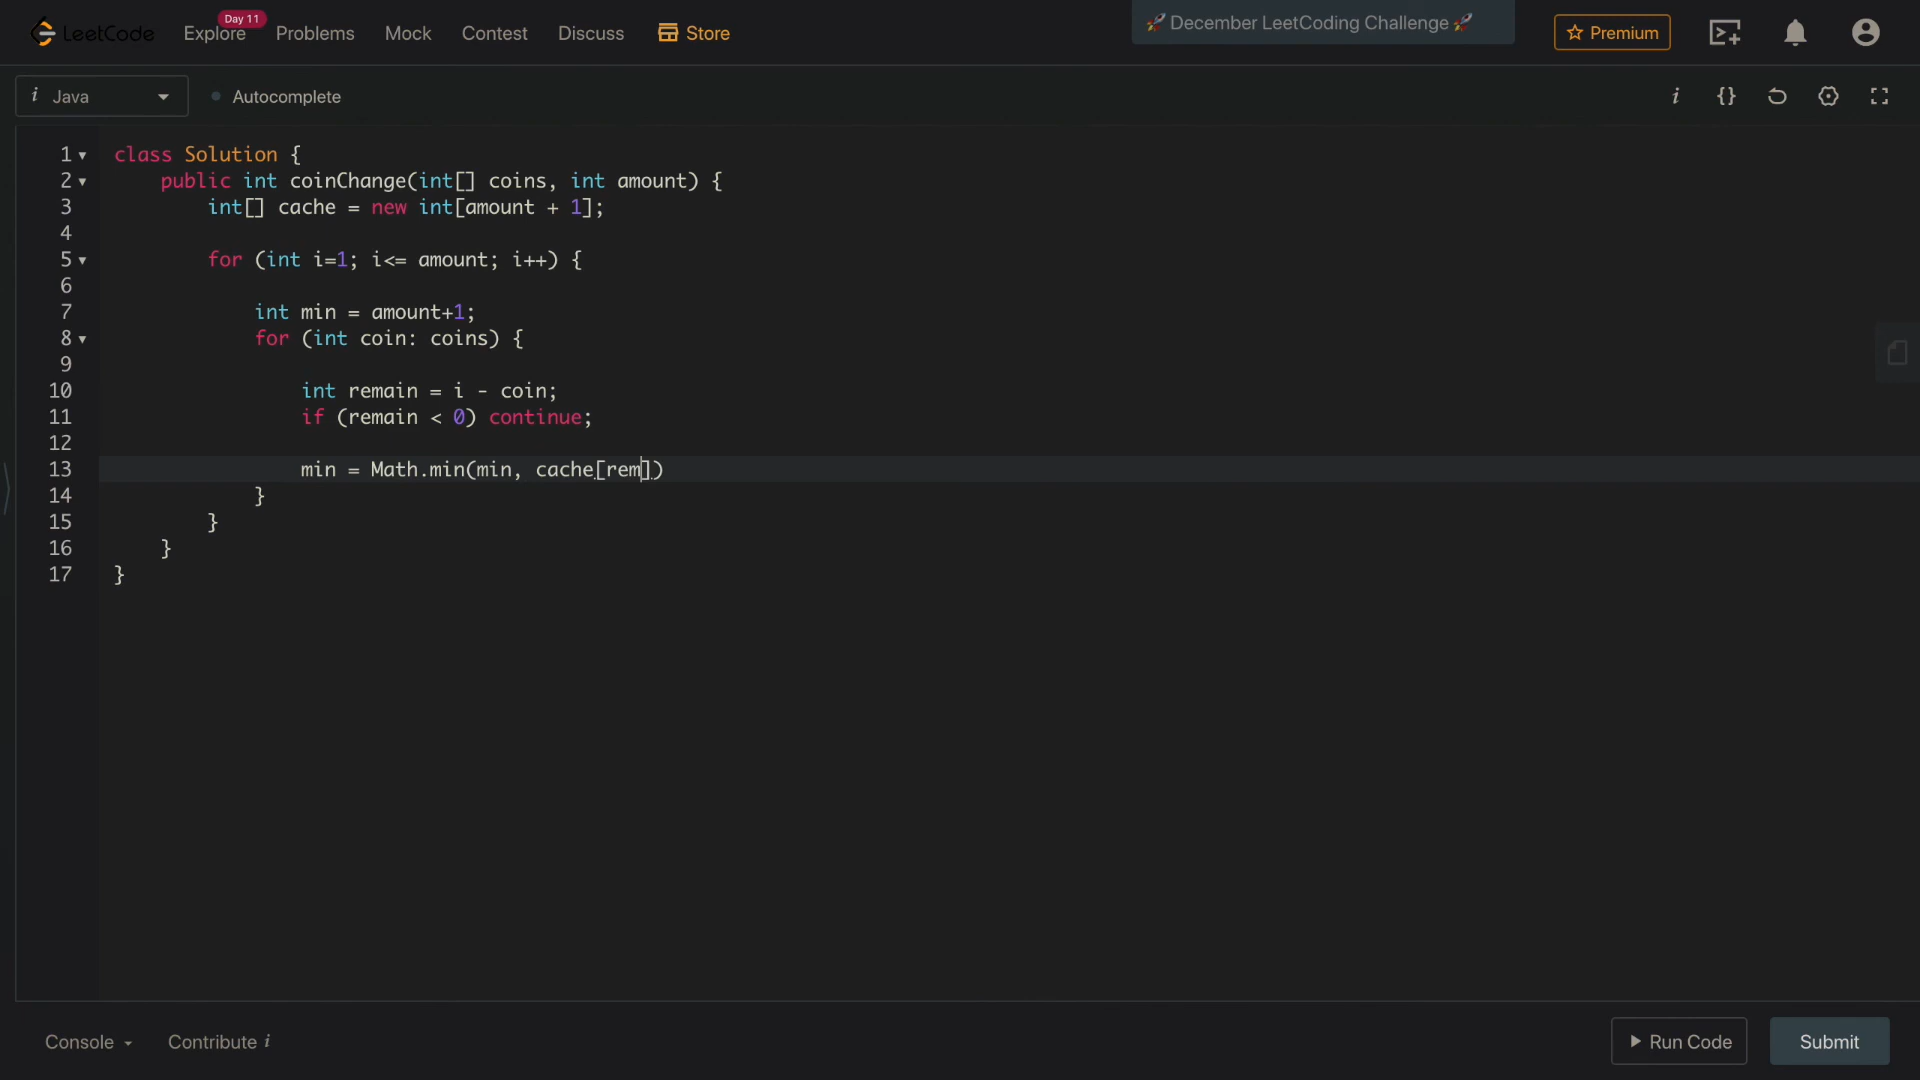 LeetCode Explore Day 11 Problems Mock Contest Discuss Store 🚀 December LeetCoding Challenge 🚀 Premium
i Java Autocomplete i {}
1 class Solution {
2 public int coinChange(int[] coins, int amount) {
3 int[] cache = new int[amount + 1];
4
5 for (int i=1; i<= amount; i++) {
6
7 int min = amount+1;
8 for (int coin: coins) {
9
10 int remain = i - coin;
11 if (remain < 0) continue;
12
13 min = Math.min(min, cache[rem])
14 }
15 }
16 }
17 }
Console Contribute i Run Code Submit